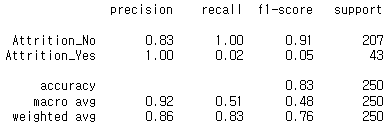 precision recall f1-score support
Attrition_No 0.83 1.00 0.91 207
Attrition_Yes 1.00 0.02 0.05 43
accuracy 0.83 250
macro avg 0.92 0.51 0.48 250
weighted avg 0.86 0.83 0.76 250